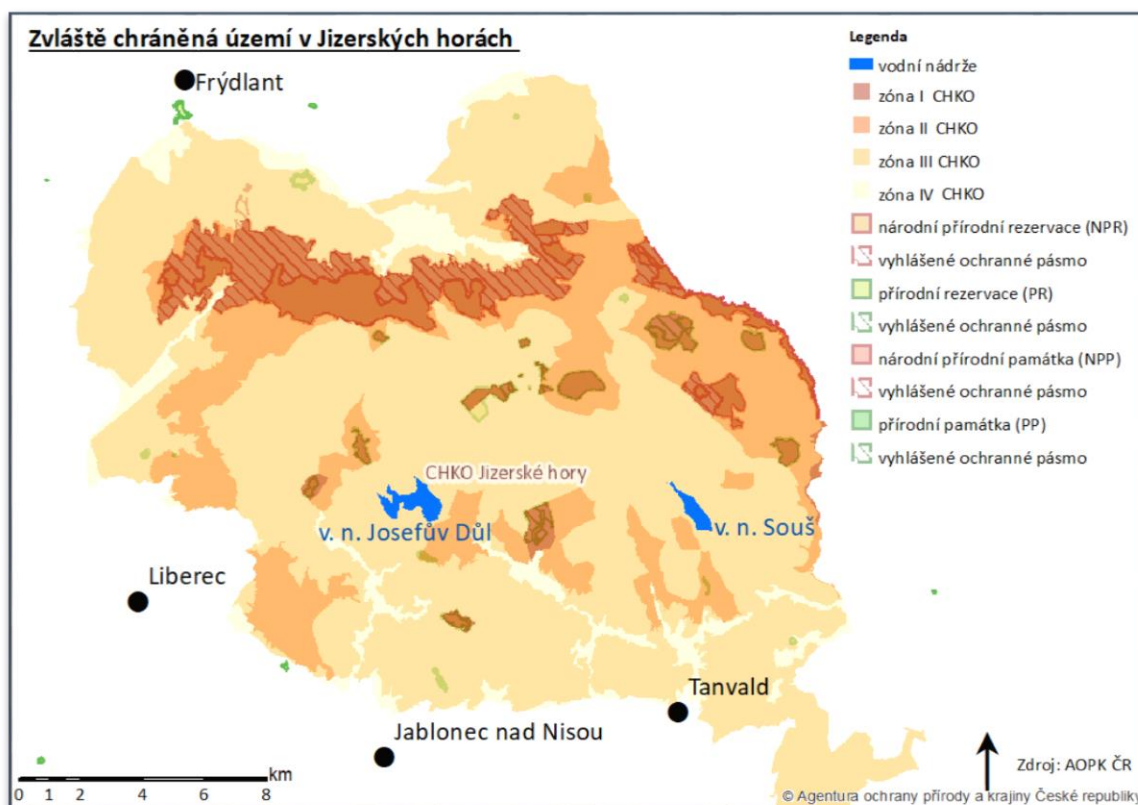 Zvláště chráněná území v Jizerských horách
Legenda
vodní nádrže
zóna I CHKO
zóna II CHKO
zóna III CHKO
zóna IV CHKO
národní přírodní rezervace (NPR)
vyhlášené ochranné pásmo
přírodní rezervace (PR)
vyhlášené ochranné pásmo
národní přírodní památka (NPP)
vyhlášené ochranné pásmo
přírodní památka (PP)
vyhlášené ochranné pásmo
Frýdlant
CHKO Jizerské hory
v. n. Josefův Důl
v. n. Souš
Liberec
Tanvald
Jablonec nad Nisou
km
0 1 2 4 6 8
Zdroj: AOPK ČR
© Agentura ochrany přírody a krajiny České republiky